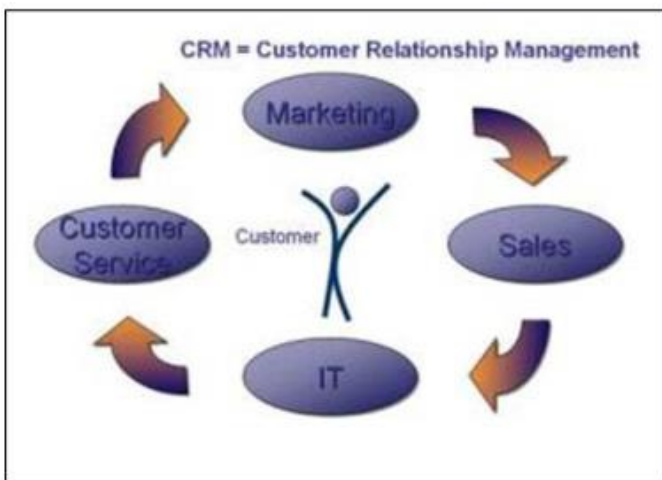 CRM = Customer Relationship Management
Marketing
Customer
Service
Customer
Sales
IT